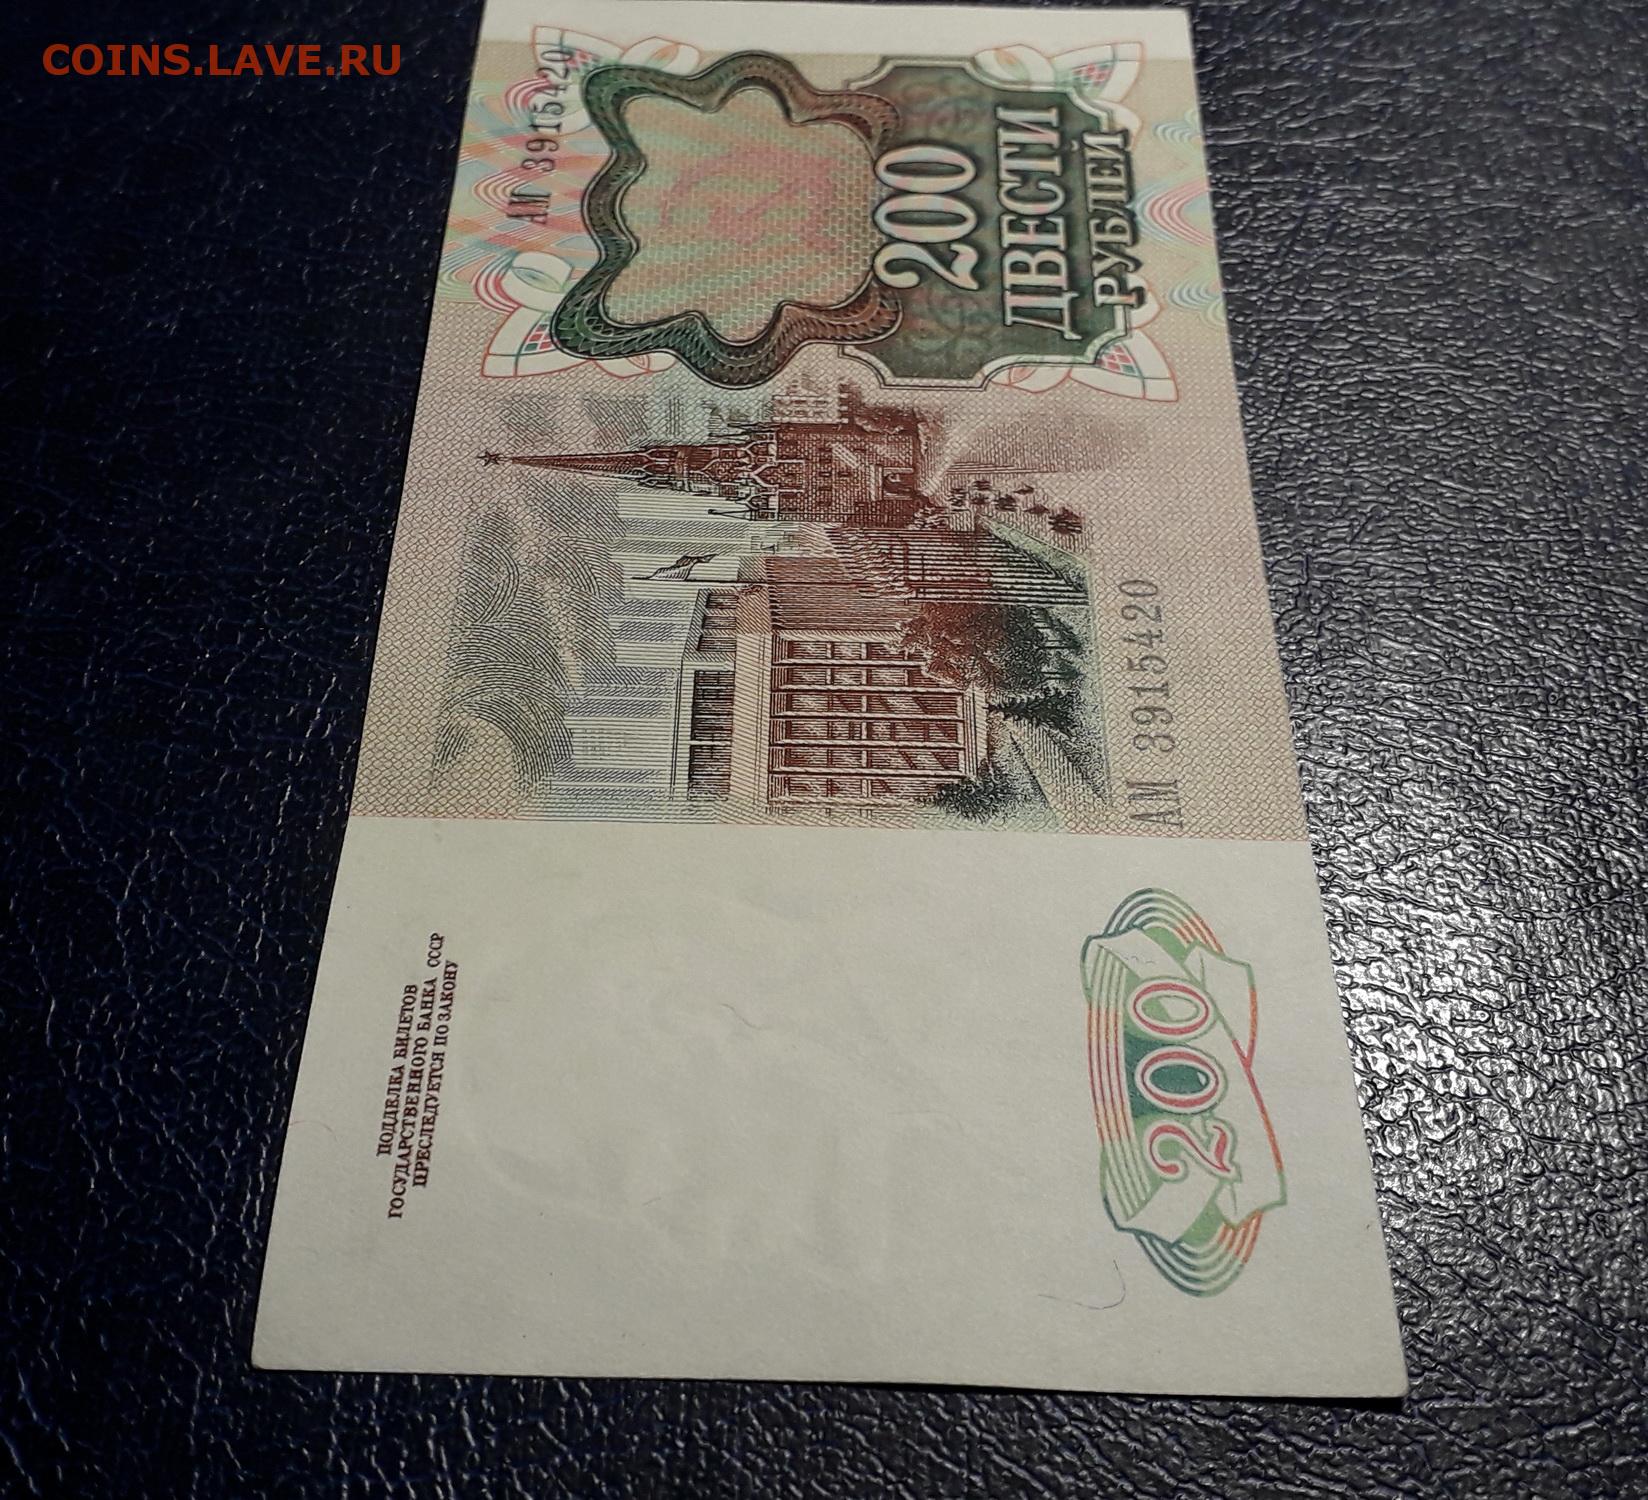 COINS.LAVE.RU
АМ 3915420
200
ДВЕСТИ
РУБЛЕЙ
АМ 3915420
ПОДДЕЛКА БИЛЕТОВ
ГОСУДАРСТВЕННОГО БАНКА СССР
ПРЕСЛЕДУЕТСЯ ПО ЗАКОНУ
200